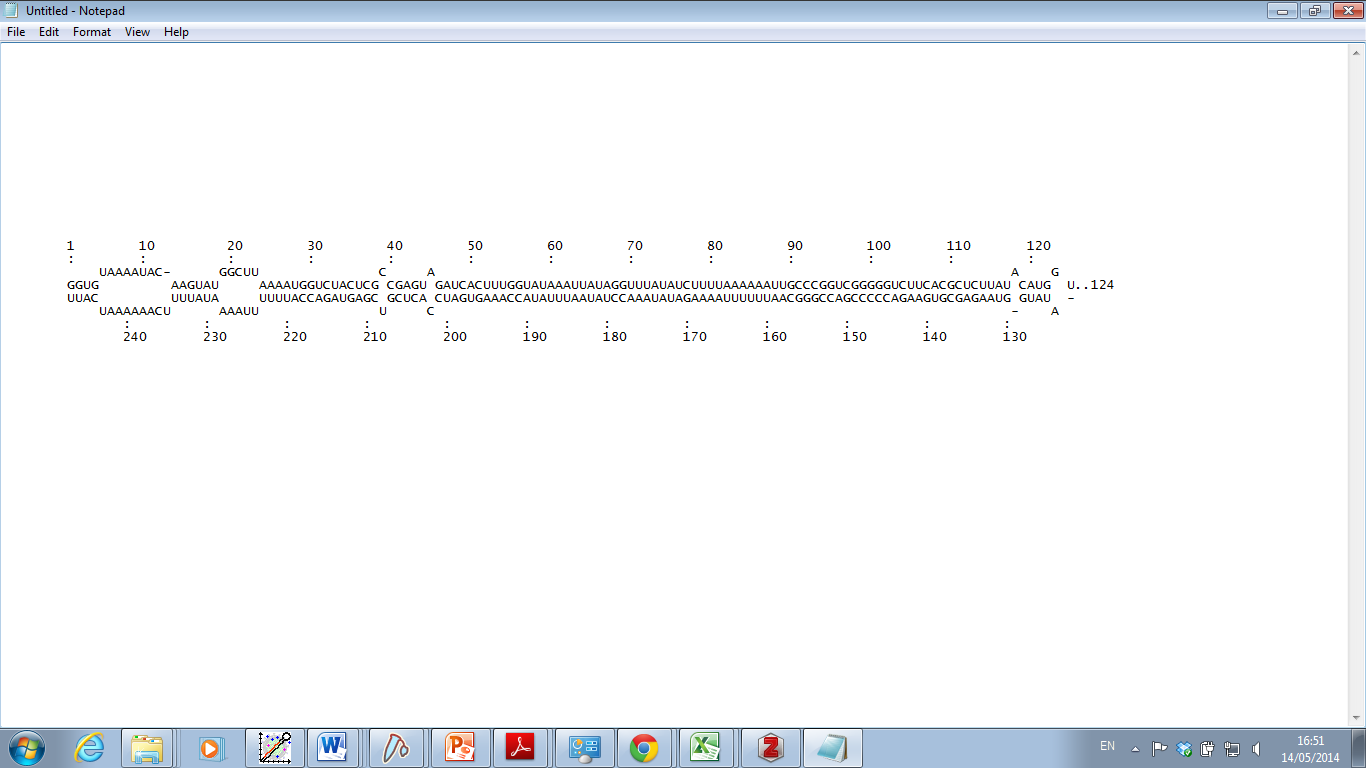 Untitled - Notepad
File Edit Format View Help
1 10 20 30 40 50 60 70 80 90 100 110 120
: : : : : : : : : : : : :
UAAAAUAC- GGCUU C A A G
GGUG AAGUAU AAAAUGGUCUACUCG CGAGU GAUCACUUUGGUAUAAAUUAUAGGUUUAUAUCUUUUAAAAAAUUGCCCGGUCGGGGGUCUUCACGCUCUUAU CAUG U..124
UUAC UUUAUA UUUUACCAGAUGAGC GCUCA CUAGUGAAACCAUAUUUAAUAUCCAAAUAUAGAAAAUUUUUUAACGGGCCAGCCCCCAGAAGUGCGAGAAUG GUAU -
UAAAAAACU AAAUU U C - A
: : : : : : : : : : : :
240 230 220 210 200 190 180 170 160 150 140 130
EN
16:51
14/05/2014